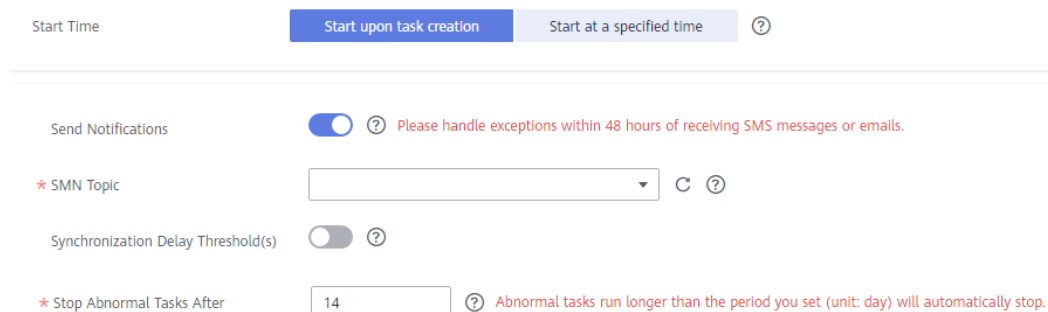 Start Time Start upon task creation Start at a specified time ?
Send Notifications ? Please handle exceptions within 48 hours of receiving SMS messages or emails.
* SMN Topic ?
Synchronization Delay Threshold(s) ?
* Stop Abnormal Tasks After 14 ? Abnormal tasks run longer than the period you set (unit: day) will automatically stop.